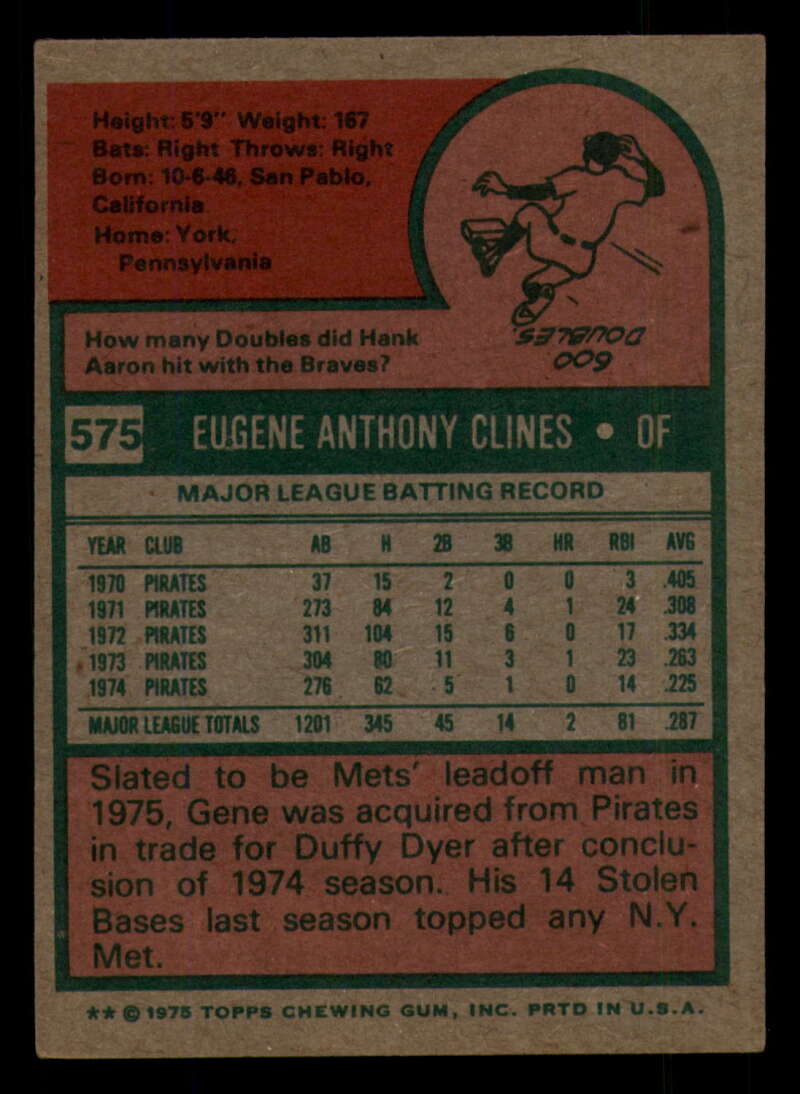 Height: 5'9" Weight: 167
Bats: Right Throws: Right
Born: 10-6-46, San Pablo,
California
Home: York,
Pennsylvania
How many Doubles did Hank
Aaron hit with the Braves?
600
DOUBLES.
575 EUGENE ANTHONY CLINES • OF
MAJOR LEAGUE BATTING RECORD
YEAR CLUB AB H 2B 3B HR RBI AVG
1970 PIRATES 37 15 2 0 0 3 .405
1971 PIRATES 273 84 12 4 1 24 .308
1972 PIRATES 311 104 15 6 0 17 .334
1973 PIRATES 304 80 11 3 1 23 .263
1974 PIRATES 276 62 5 1 0 14 .225
MAJOR LEAGUE TOTALS 1201 345 45 14 2 81 .287
Slated to be Mets' leadoff man in
1975, Gene was acquired from Pirates
in trade for Duffy Dyer after conclu-
sion of 1974 season. His 14 Stolen
Bases last season topped any N.Y.
Met.
** © 1975 TOPPS CHEWING GUM, INC. PRTD IN U.S.A.